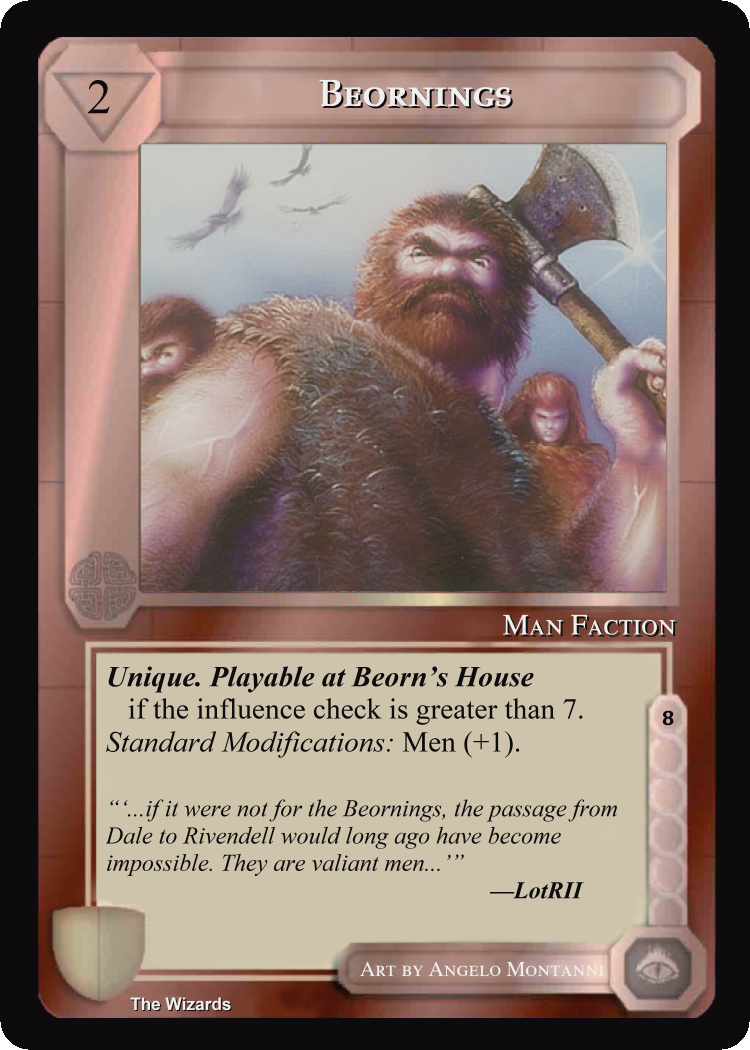 2
Beornings
Man Faction
Unique. Playable at Beorn's House
if the influence check is greater than 7.
Standard Modifications: Men (+1).
8
"'...if it were not for the Beornings, the passage from
Dale to Rivendell would long ago have become
impossible. They are valiant men...'"
—LotRII
Art by Angelo Montanni
The Wizards